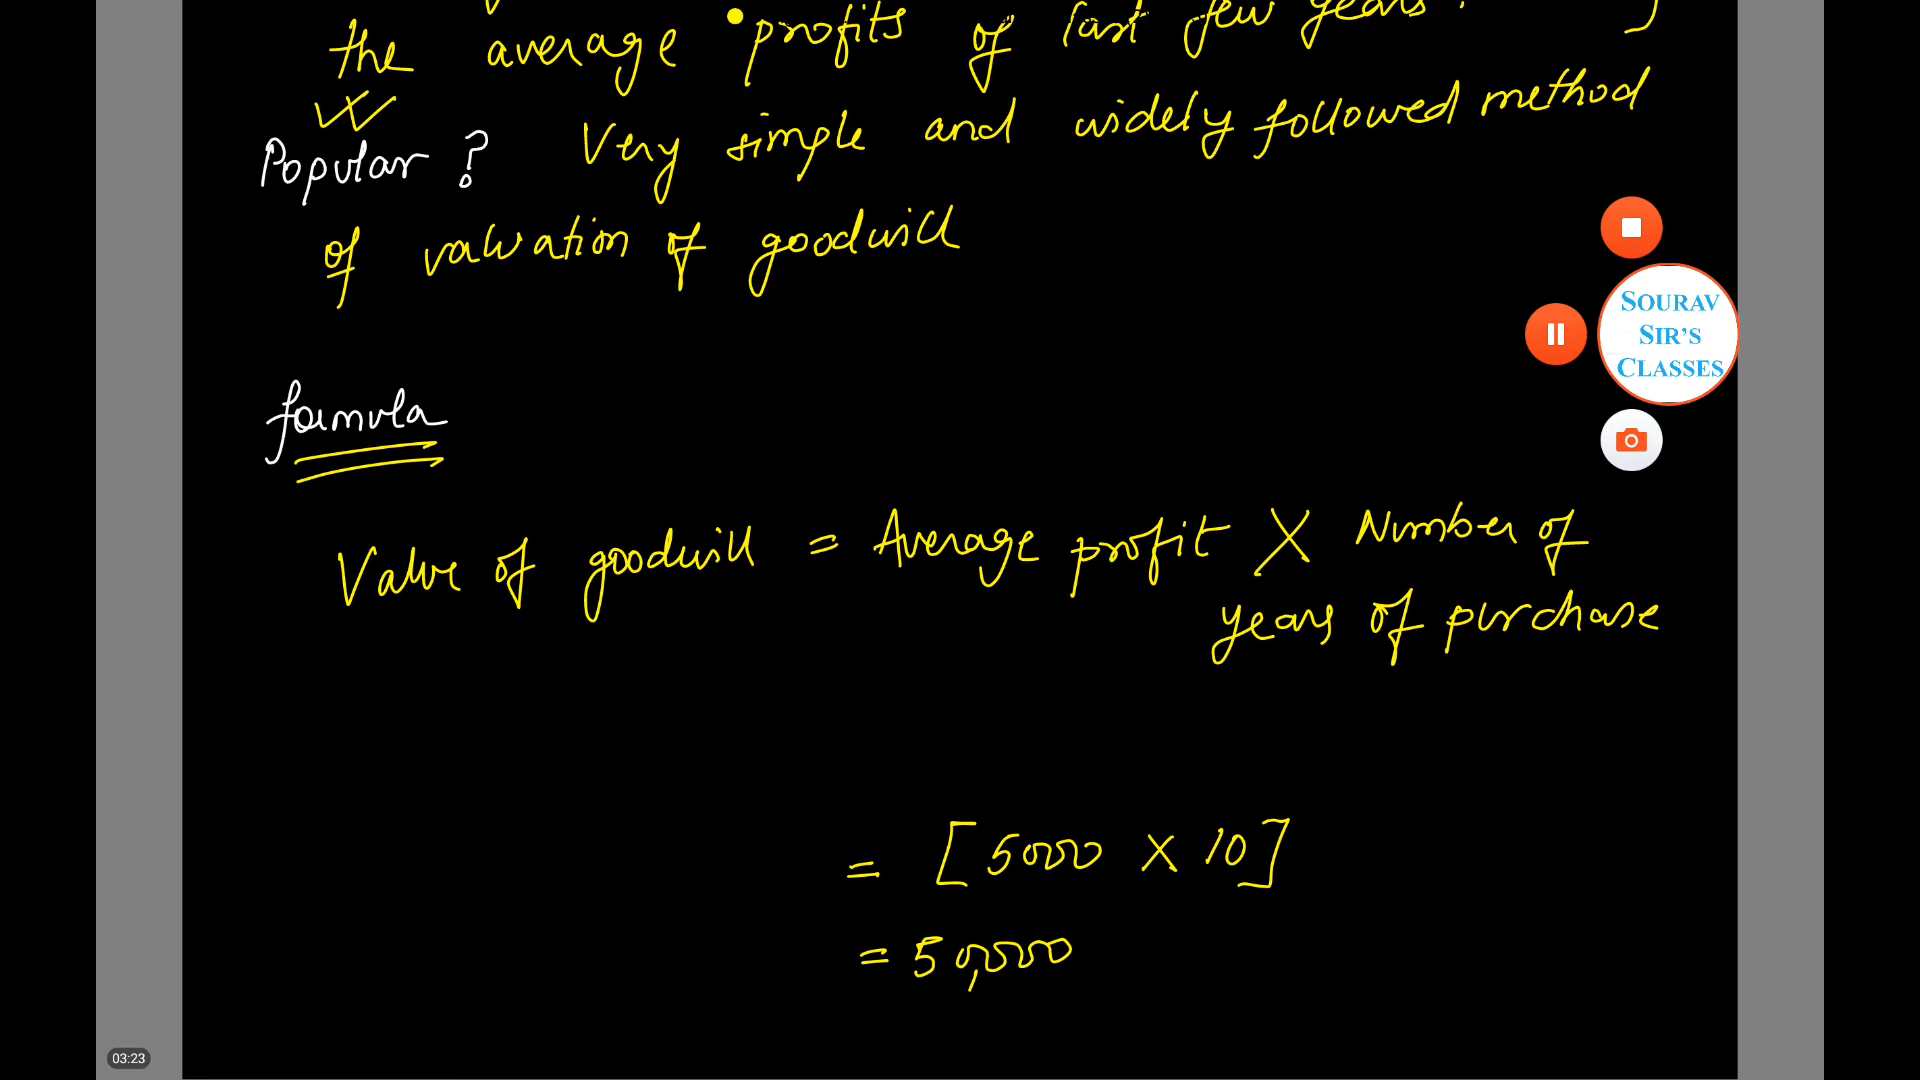 the average profits of last few years.
Popular? Very simple and widely followed method
of valuation of goodwill
SOURAV
SIR'S
CLASSES
formula
Value of goodwill = Average profit X Number of
years of purchase
= [5000 X 10]
= 50,000
03:23